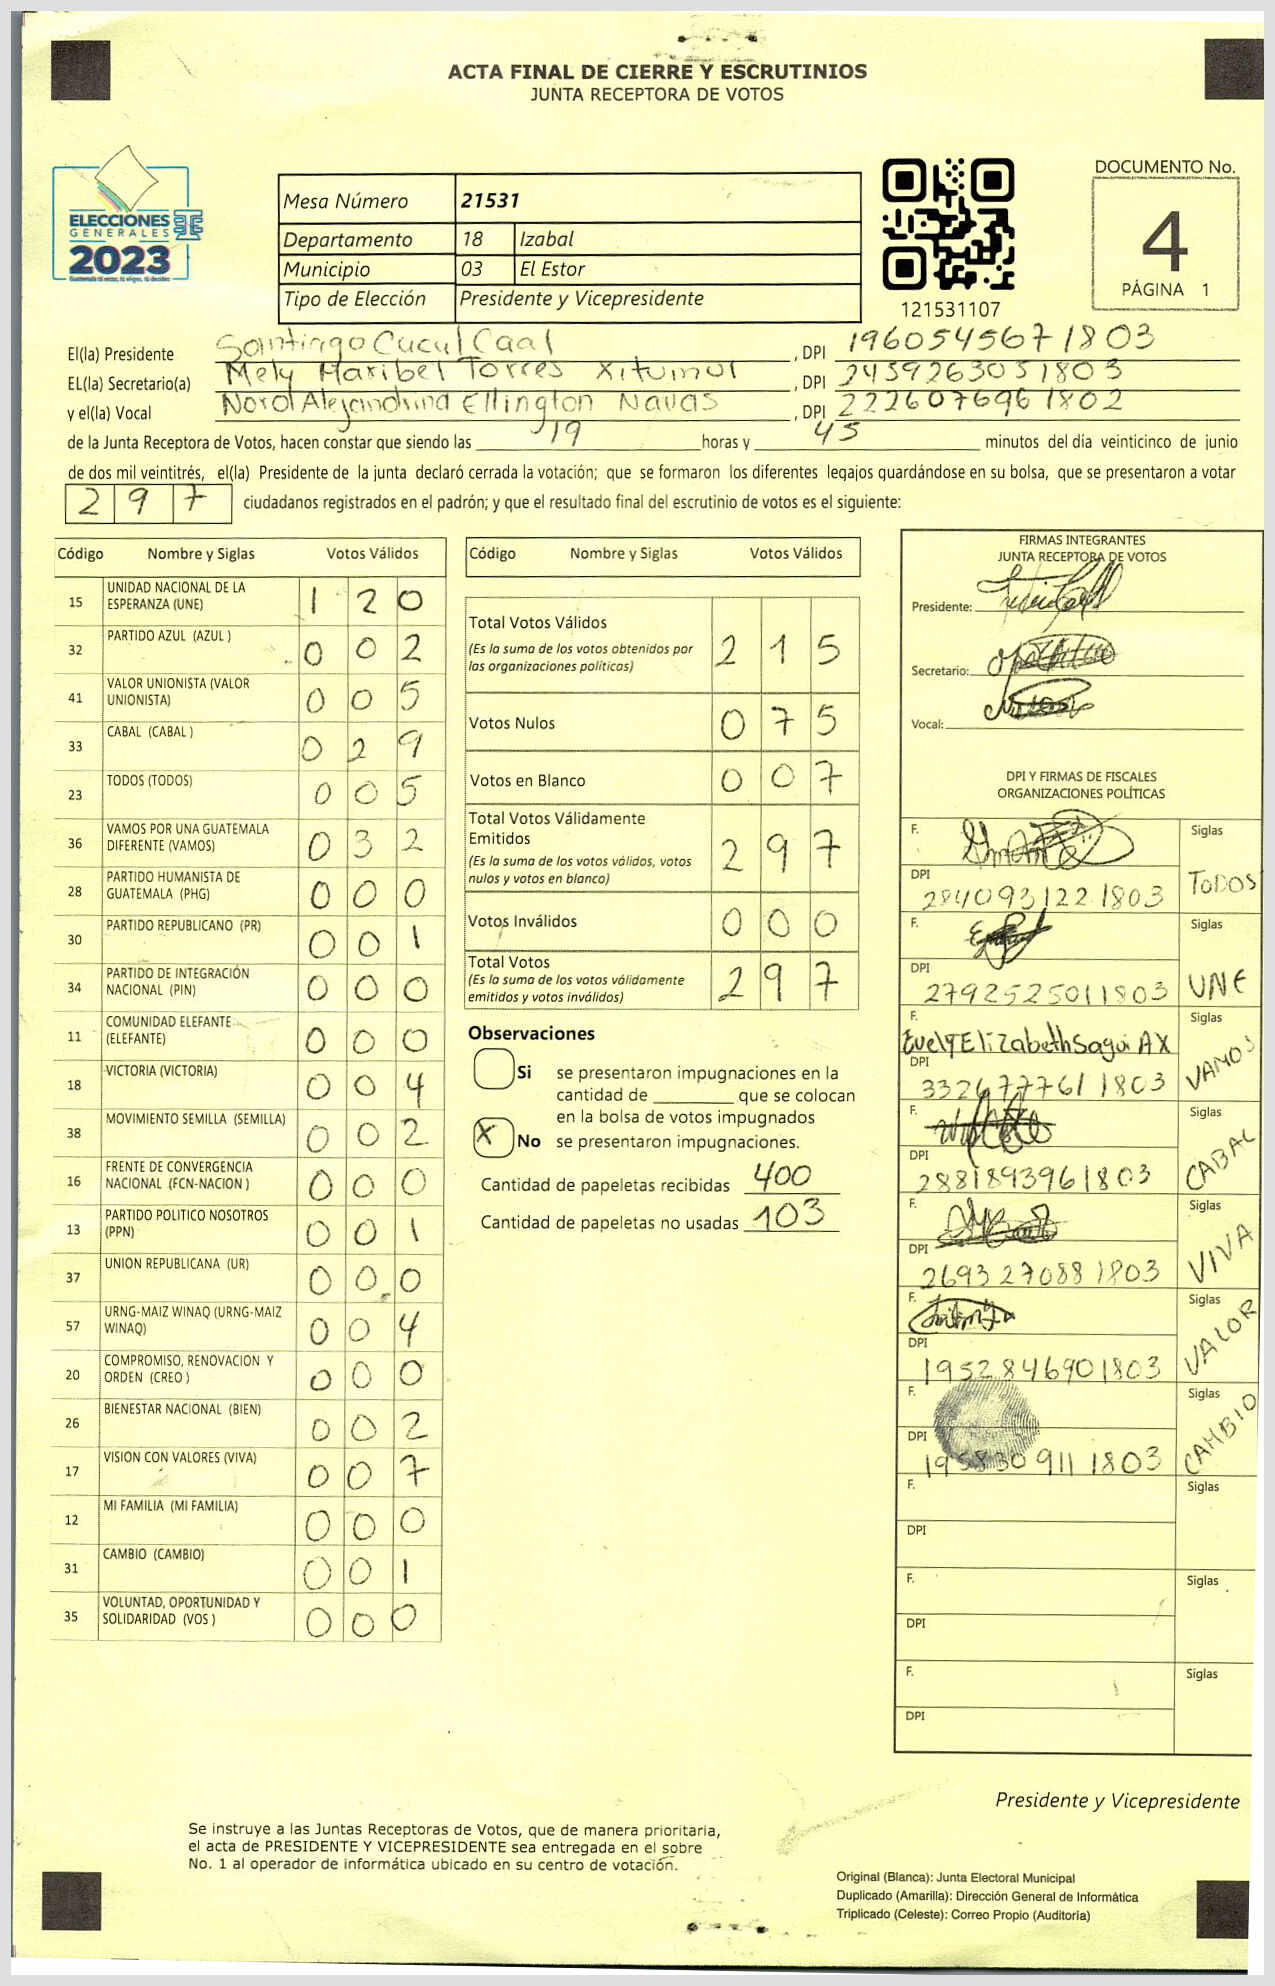 ACTA FINAL DE CIERRE Y ESCRUTINIOS
JUNTA RECEPTORA DE VOTOS
ELECCIONES
GENERALES
2023
Mesa Número 21531
Departamento 18 Izabal
Municipio 03 El Estor
Tipo de Elección Presidente y Vicepresidente
121531107
DOCUMENTO No.
4
PÁGINA 1
El(la) Presidente Santiago Cucul Caal, DPI 1960545671803
EL(la) Secretario(a) Mely Maribel Torres Xitumul, DPI 2459263051803
y el(la) Vocal Nora Alejandrina Ellington Navas, DPI 2226076961802
de la Junta Receptora de Votos, hacen constar que siendo las 19 horas y 45 minutos del día veinticinco de junio
de dos mil veintitrés, el(la) Presidente de la junta declaró cerrada la votación; que se formaron los diferentes legajos guardándose en su bolsa, que se presentaron a votar
297 ciudadanos registrados en el padrón; y que el resultado final del escrutinio de votos es el siguiente:
Código Nombre y Siglas Votos Válidos
15 UNIDAD NACIONAL DE LA ESPERANZA (UNE) 1 2 0
32 PARTIDO AZUL (AZUL ) 0 0 2
41 VALOR UNIONISTA (VALOR UNIONISTA) 0 0 5
33 CABAL (CABAL ) 0 2 9
23 TODOS (TODOS) 0 0 5
36 VAMOS POR UNA GUATEMALA DIFERENTE (VAMOS) 0 3 2
28 PARTIDO HUMANISTA DE GUATEMALA (PHG) 0 0 0
30 PARTIDO REPUBLICANO (PR) 0 0 1
34 PARTIDO DE INTEGRACIÓN NACIONAL (PIN) 0 0 0
11 COMUNIDAD ELEFANTE (ELEFANTE) 0 0 0
18 VICTORIA (VICTORIA) 0 0 4
38 MOVIMIENTO SEMILLA (SEMILLA) 0 0 2
16 FRENTE DE CONVERGENCIA NACIONAL (FCN-NACION ) 0 0 0
13 PARTIDO POLITICO NOSOTROS (PPN) 0 0 1
37 UNION REPUBLICANA (UR) 0 0 0
57 URNG-MAIZ WINAQ (URNG-MAIZ WINAQ) 0 0 4
20 COMPROMISO, RENOVACION Y ORDEN (CREO ) 0 0 0
26 BIENESTAR NACIONAL (BIEN) 0 0 2
17 VISION CON VALORES (VIVA) 0 0 7
12 MI FAMILIA (MI FAMILIA) 0 0 0
31 CAMBIO (CAMBIO) 0 0 1
35 VOLUNTAD, OPORTUNIDAD Y SOLIDARIDAD (VOS ) 0 0 0
Código Nombre y Siglas Votos Válidos
Total Votos Válidos 2 1 5
(Es la suma de los votos obtenidos por
las organizaciones políticas)
Votos Nulos 0 7 5
Votos en Blanco 0 0 7
Total Votos Válidamente
Emitidos 2 9 7
(Es la suma de los votos válidos, votos
nulos y votos en blanco)
Votos Inválidos 0 0 0
Total Votos 2 9 7
(Es la suma de los votos válidamente
emitidos y votos inválidos)
Observaciones
Si se presentaron impugnaciones en la
cantidad de ________ que se colocan
en la bolsa de votos impugnados
X No se presentaron impugnaciones.
Cantidad de papeletas recibidas 400
Cantidad de papeletas no usadas 103
FIRMAS INTEGRANTES
JUNTA RECEPTORA DE VOTOS
Presidente:
Secretario:
Vocal:
DPI Y FIRMAS DE FISCALES
ORGANIZACIONES POLÍTICAS
F. Siglas
DPI 2840931221803 TODOS
F. Siglas
DPI 2792525011803 UNE
F. Evely Elizabeth Sagui AX Siglas
DPI 3326777611803 VAMOS
F. Siglas
DPI 2881893961803 CABAL
F. Siglas
DPI 2693270881803 VIVA
F. Siglas
DPI 1952846901803 VALOR
F. Siglas
DPI 1958309111803 CAMBIO
F. Siglas
DPI
F. Siglas
DPI
F. Siglas
DPI
Presidente y Vicepresidente
Se instruye a las Juntas Receptoras de Votos, que de manera prioritaria,
el acta de PRESIDENTE Y VICEPRESIDENTE sea entregada en el sobre
No. 1 al operador de informática ubicado en su centro de votación.
Original (Blanca): Junta Electoral Municipal
Duplicado (Amarilla): Dirección General de Informática
Triplicado (Celeste): Correo Propio (Auditoría)